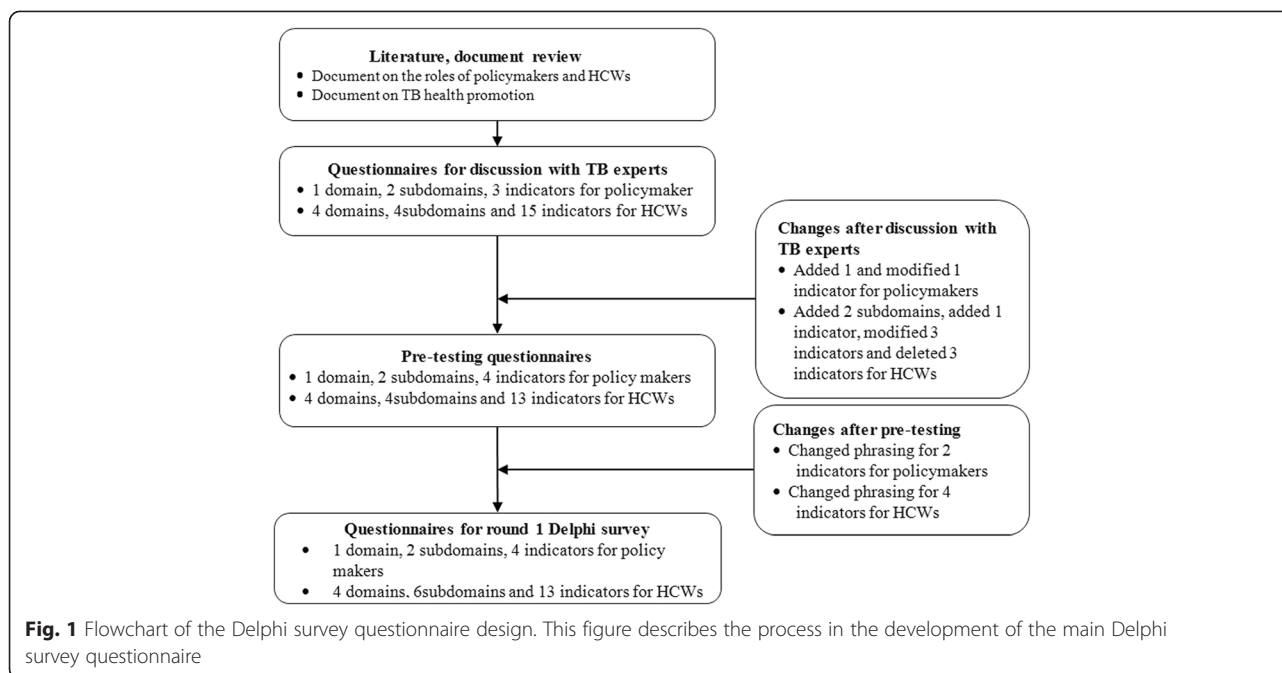 Literature, document review
• Document on the roles of policymakers and HCWs
• Document on TB health promotion
Questionnaires for discussion with TB experts
• 1 domain, 2 subdomains, 3 indicators for policymaker
• 4 domains, 4subdomains and 15 indicators for HCWs
Changes after discussion with
TB experts
• Added 1 and modified 1
indicator for policymakers
• Added 2 subdomains, added 1
indicator, modified 3
indicators and deleted 3
indicators for HCWs
Pre-testing questionnaires
• 1 domain, 2 subdomains, 4 indicators for policy makers
• 4 domains, 4subdomains and 13 indicators for HCWs
Changes after pre-testing
• Changed phrasing for 2
indicators for policymakers
• Changed phrasing for 4
indicators for HCWs
Questionnaires for round 1 Delphi survey
• 1 domain, 2 subdomains, 4 indicators for policy
makers
• 4 domains, 6subdomains and 13 indicators for HCWs
Fig. 1 Flowchart of the Delphi survey questionnaire design. This figure describes the process in the development of the main Delphi
survey questionnaire